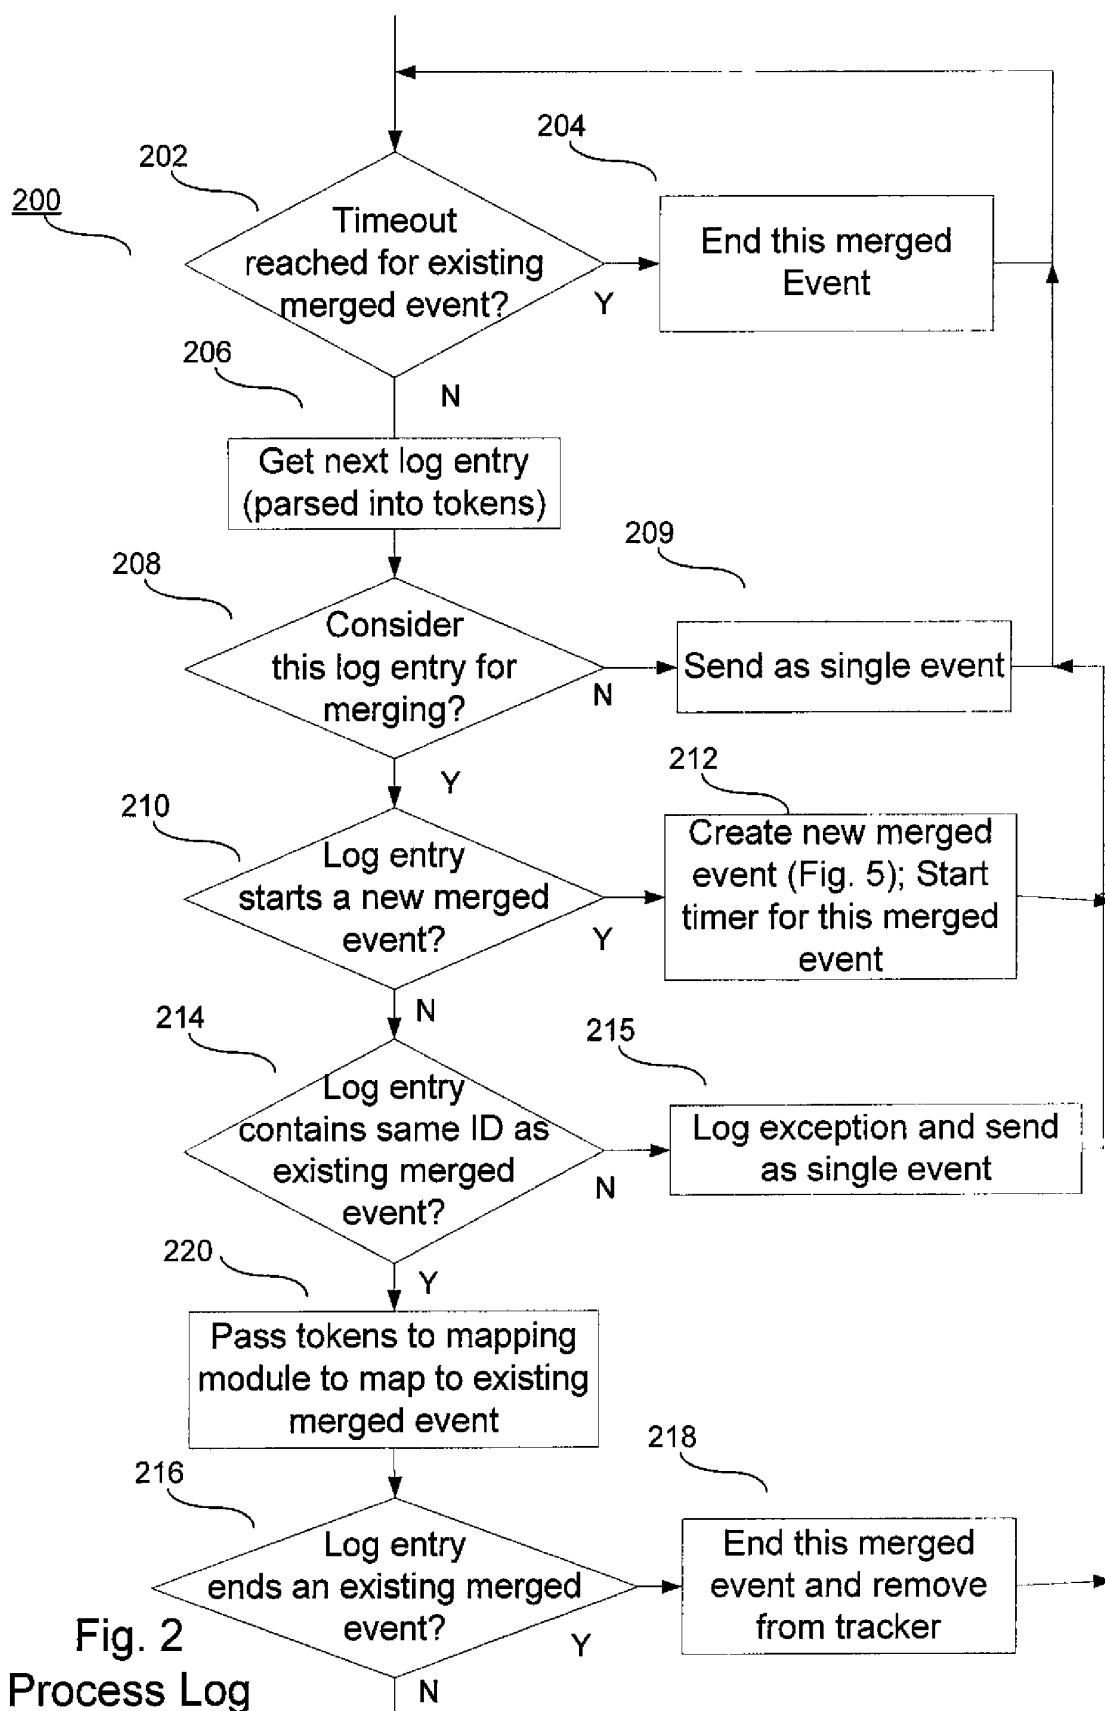 204
202
200
Timeout
reached for existing
merged event?
Y
End this merged
Event
206
N
Get next log entry
(parsed into tokens)
209
208
Consider
this log entry for
merging?
N
Send as single event
Y
212
210
Log entry
starts a new merged
event?
Y
Create new merged
event (Fig. 5); Start
timer for this merged
event
N
214
215
Log entry
contains same ID as
existing merged
event?
N
Log exception and send
as single event
220
Y
Pass tokens to mapping
module to map to existing
merged event
218
216
Log entry
ends an existing merged
event?
Y
End this merged
event and remove
from tracker
N
Fig. 2
Process Log